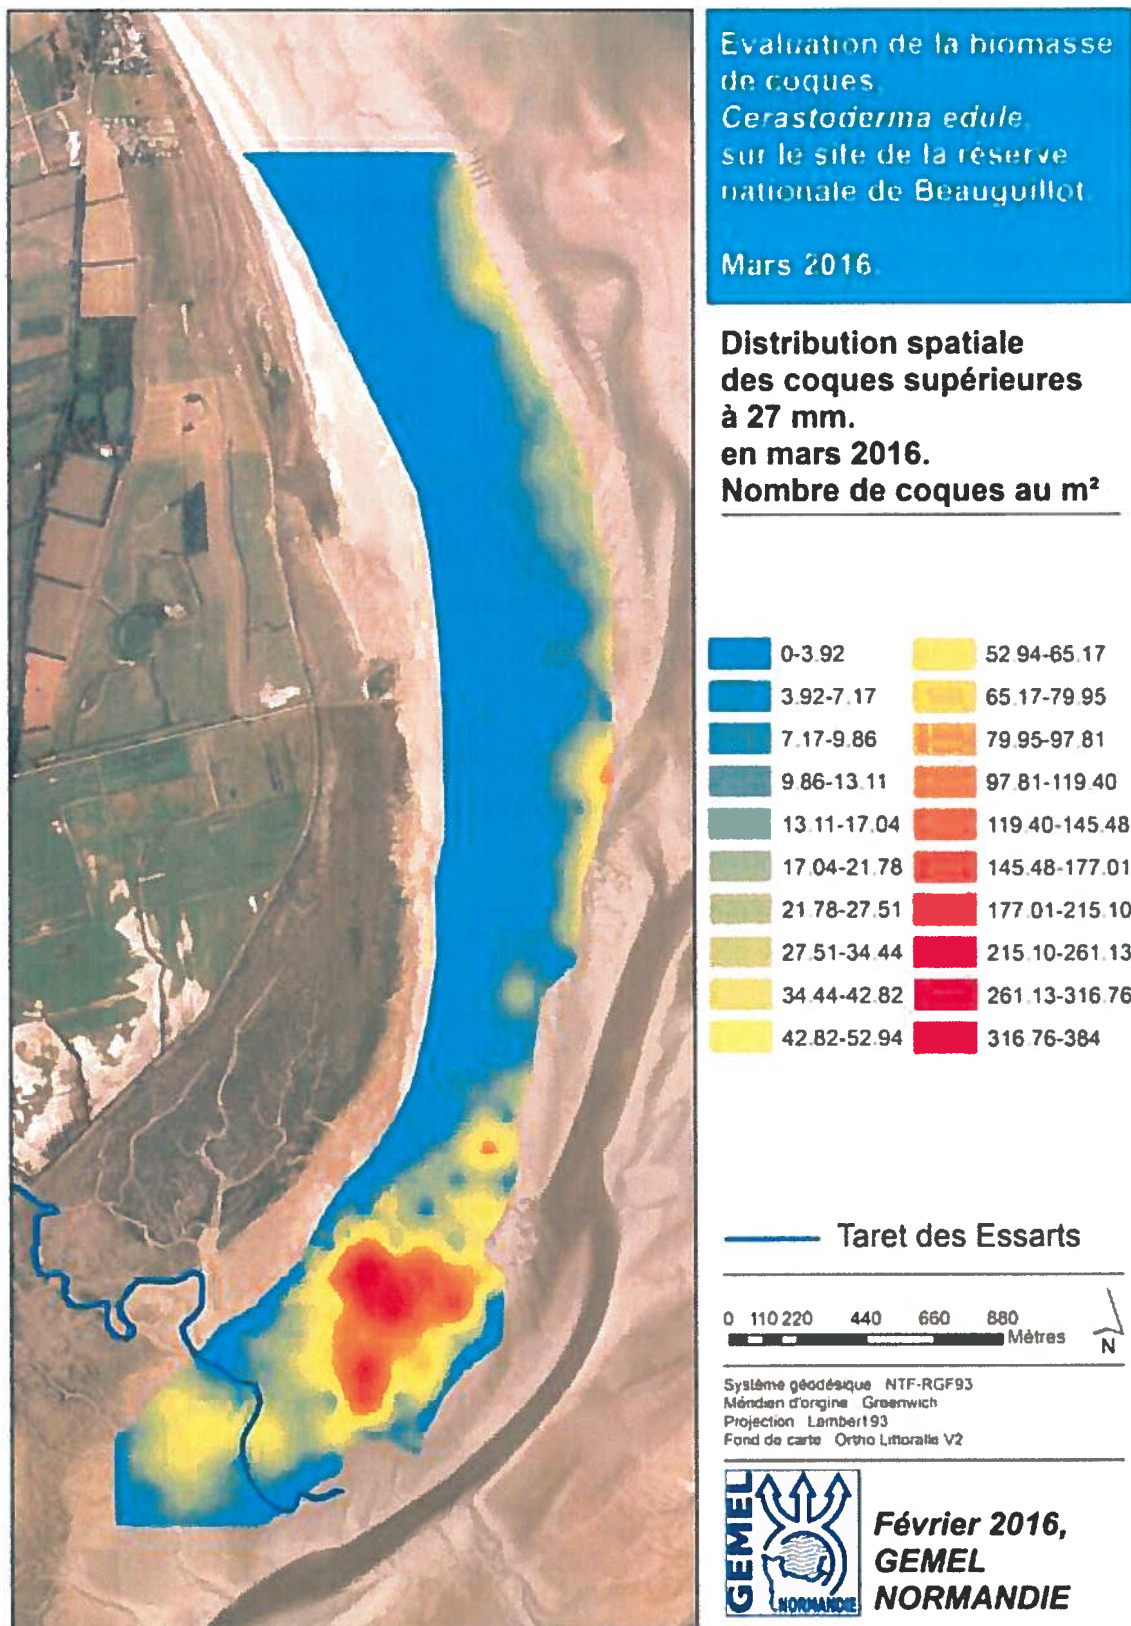 Evaluation de la biomasse
de coques,
Cerastoderma edule,
sur le site de la réserve
nationale de Beauguillot.
Mars 2016.
Distribution spatiale
des coques supérieures
à 27 mm.
en mars 2016.
Nombre de coques au m²
0-3.92
3.92-7.17
7.17-9.86
9.86-13.11
13.11-17.04
17.04-21.78
21.78-27.51
27.51-34.44
34.44-42.82
42.82-52.94
52.94-65.17
65.17-79.95
79.95-97.81
97.81-119.40
119.40-145.48
145.48-177.01
177.01-215.10
215.10-261.13
261.13-316.76
316.76-384
Taret des Essarts
0 110 220 440 660 880
Mètres
N
Système géodésique NTF-RGF93
Méridien d'origine Greenwich
Projection Lambert93
Fond de carte Ortho Littorale V2
GEMEL
NORMANDIE
Février 2016,
GEMEL
NORMANDIE